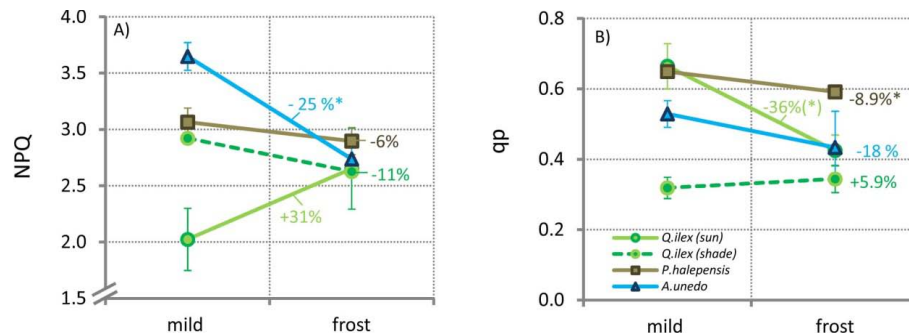 A)
NPQ
4.0
3.5
3.0
2.5
2.0
1.5
- 25 %*
-6%
-11%
+31%
mild
frost
B)
qp
0.8
0.6
0.4
0.2
0.0
-36%(*)
-8.9%*
-18 %
+5.9%
Q.ilex (sun)
Q.ilex (shade)
P.halepensis
A.unedo
mild
frost